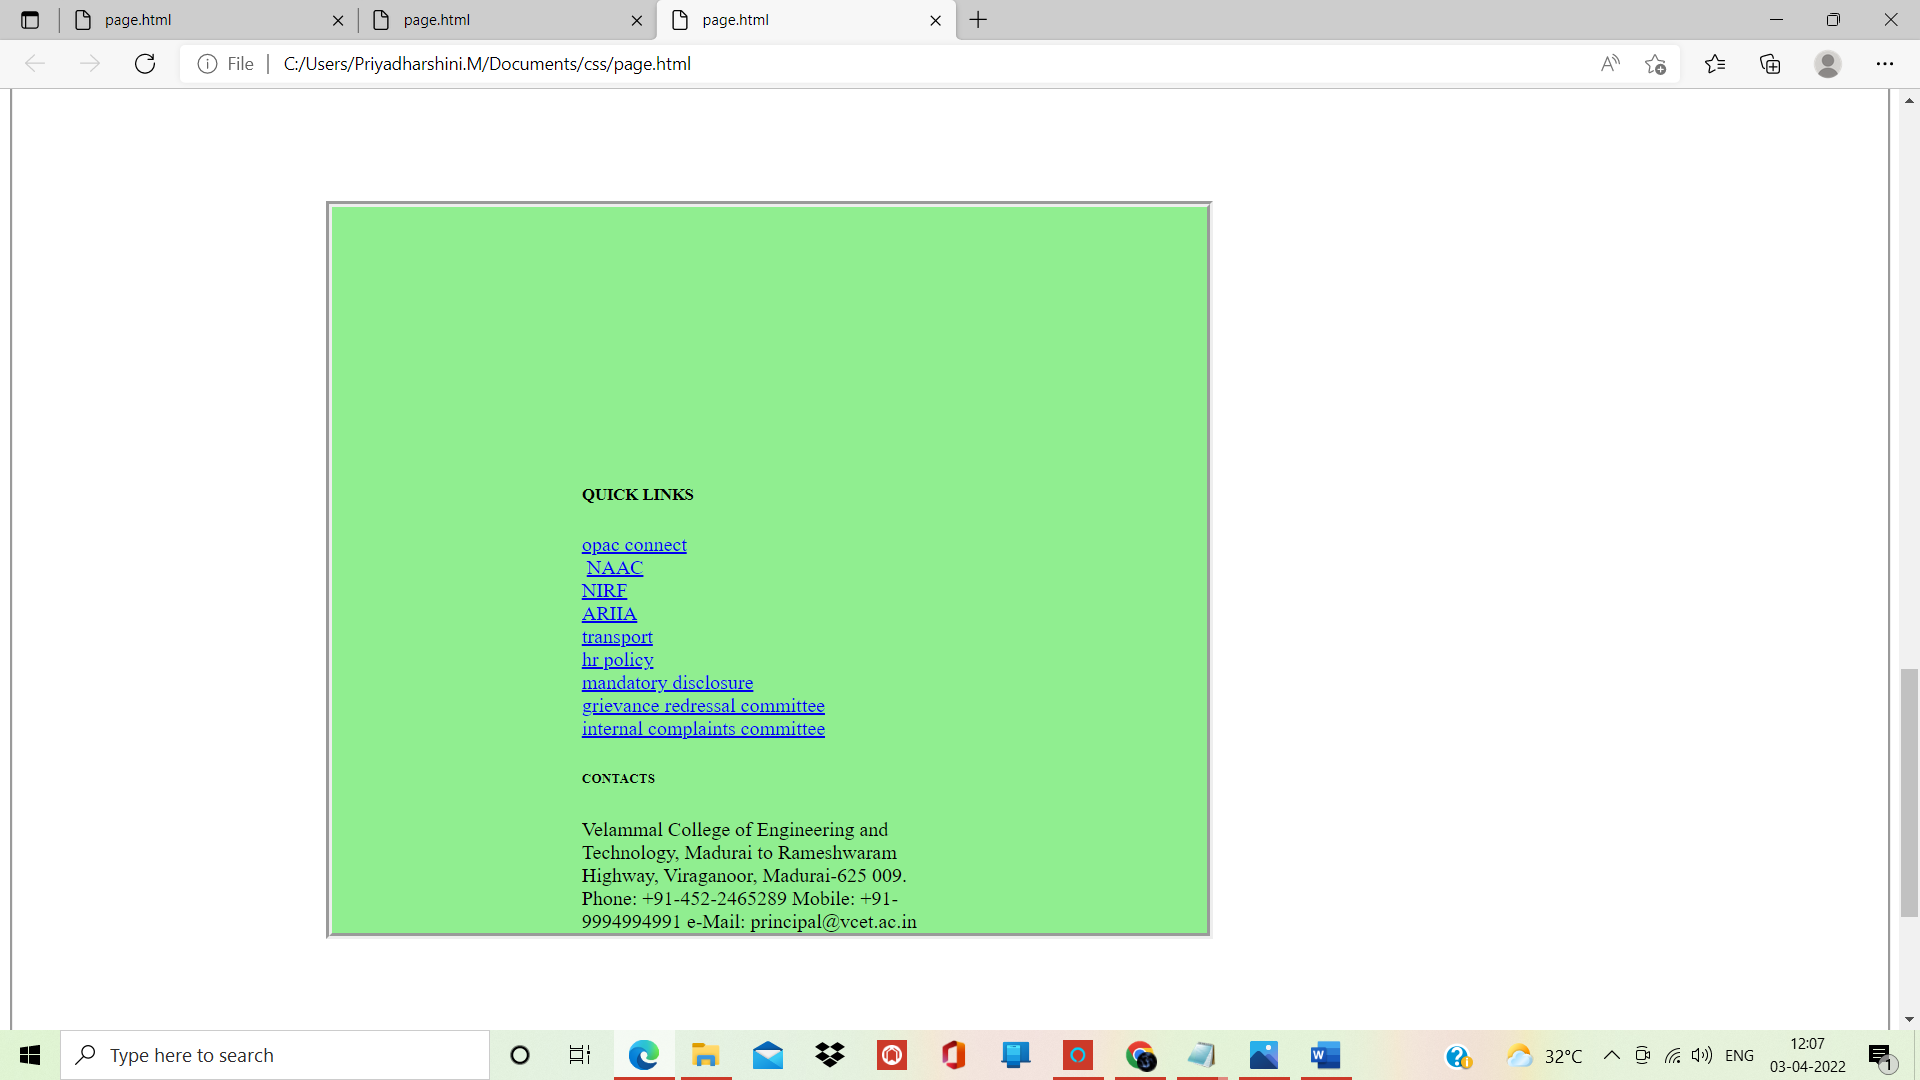 page.html
page.html
page.html
File
C:/Users/Priyadharshini.M/Documents/css/page.html
QUICK LINKS
opac connect
NAAC
NIRF
ARIIA
transport
hr policy
mandatory disclosure
grievance redressal committee
internal complaints committee
CONTACTS
Velammal College of Engineering and
Technology, Madurai to Rameshwaram
Highway, Viraganoor, Madurai-625 009.
Phone: +91-452-2465289 Mobile: +91-
9994994991 e-Mail: principal@vcet.ac.in
Type here to search
32°C
ENG
12:07
03-04-2022
1